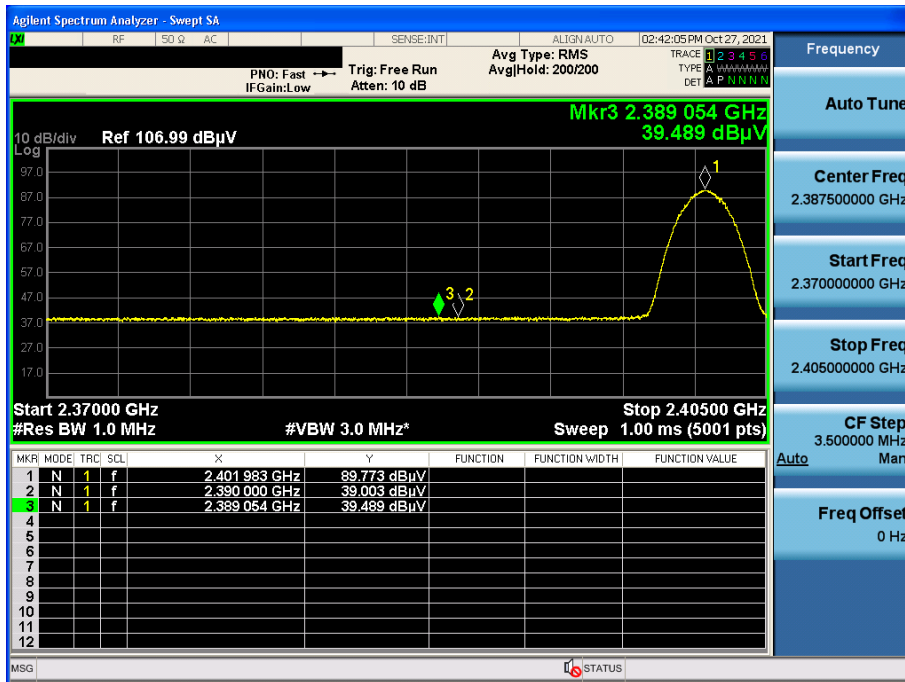 Agilent Spectrum Analyzer - Swept SA
LXI RF 50 Ω AC SENSE:INT ALIGN AUTO 02:42:05 PM Oct 27, 2021
PNO: Fast
IFGain:Low
Trig: Free Run
Atten: 10 dB
Avg Type: RMS
Avg|Hold: 200/200
TRACE 1 2 3 4 5 6
TYPE A WWWWW
DET A P N N N N
Mkr3 2.389 054 GHz
39.489 dBµV
10 dB/div Ref 106.99 dBµV
Log
97.0
87.0
77.0
67.0
57.0
47.0
37.0
27.0
17.0
1
3 2
Start 2.37000 GHz Stop 2.40500 GHz
#Res BW 1.0 MHz #VBW 3.0 MHz* Sweep 1.00 ms (5001 pts)
MKR MODE TRC SCL X Y FUNCTION FUNCTION WIDTH FUNCTION VALUE
1 N 1 f 2.401 983 GHz 89.773 dBµV
2 N 1 f 2.390 000 GHz 39.003 dBµV
3 N 1 f 2.389 054 GHz 39.489 dBµV
4
5
6
7
8
9
10
11
12
MSG STATUS
Frequency
Auto Tune
Center Freq
2.387500000 GHz
Start Freq
2.370000000 GHz
Stop Freq
2.405000000 GHz
CF Step
3.500000 MHz
Auto Man
Freq Offset
0 Hz